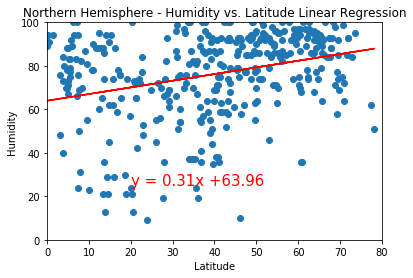 Northern Hemisphere - Humidity vs. Latitude Linear Regression
100
80
60
40
20
0
Humidity
y = 0.31x +63.96
0 10 20 30 40 50 60 70 80
Latitude